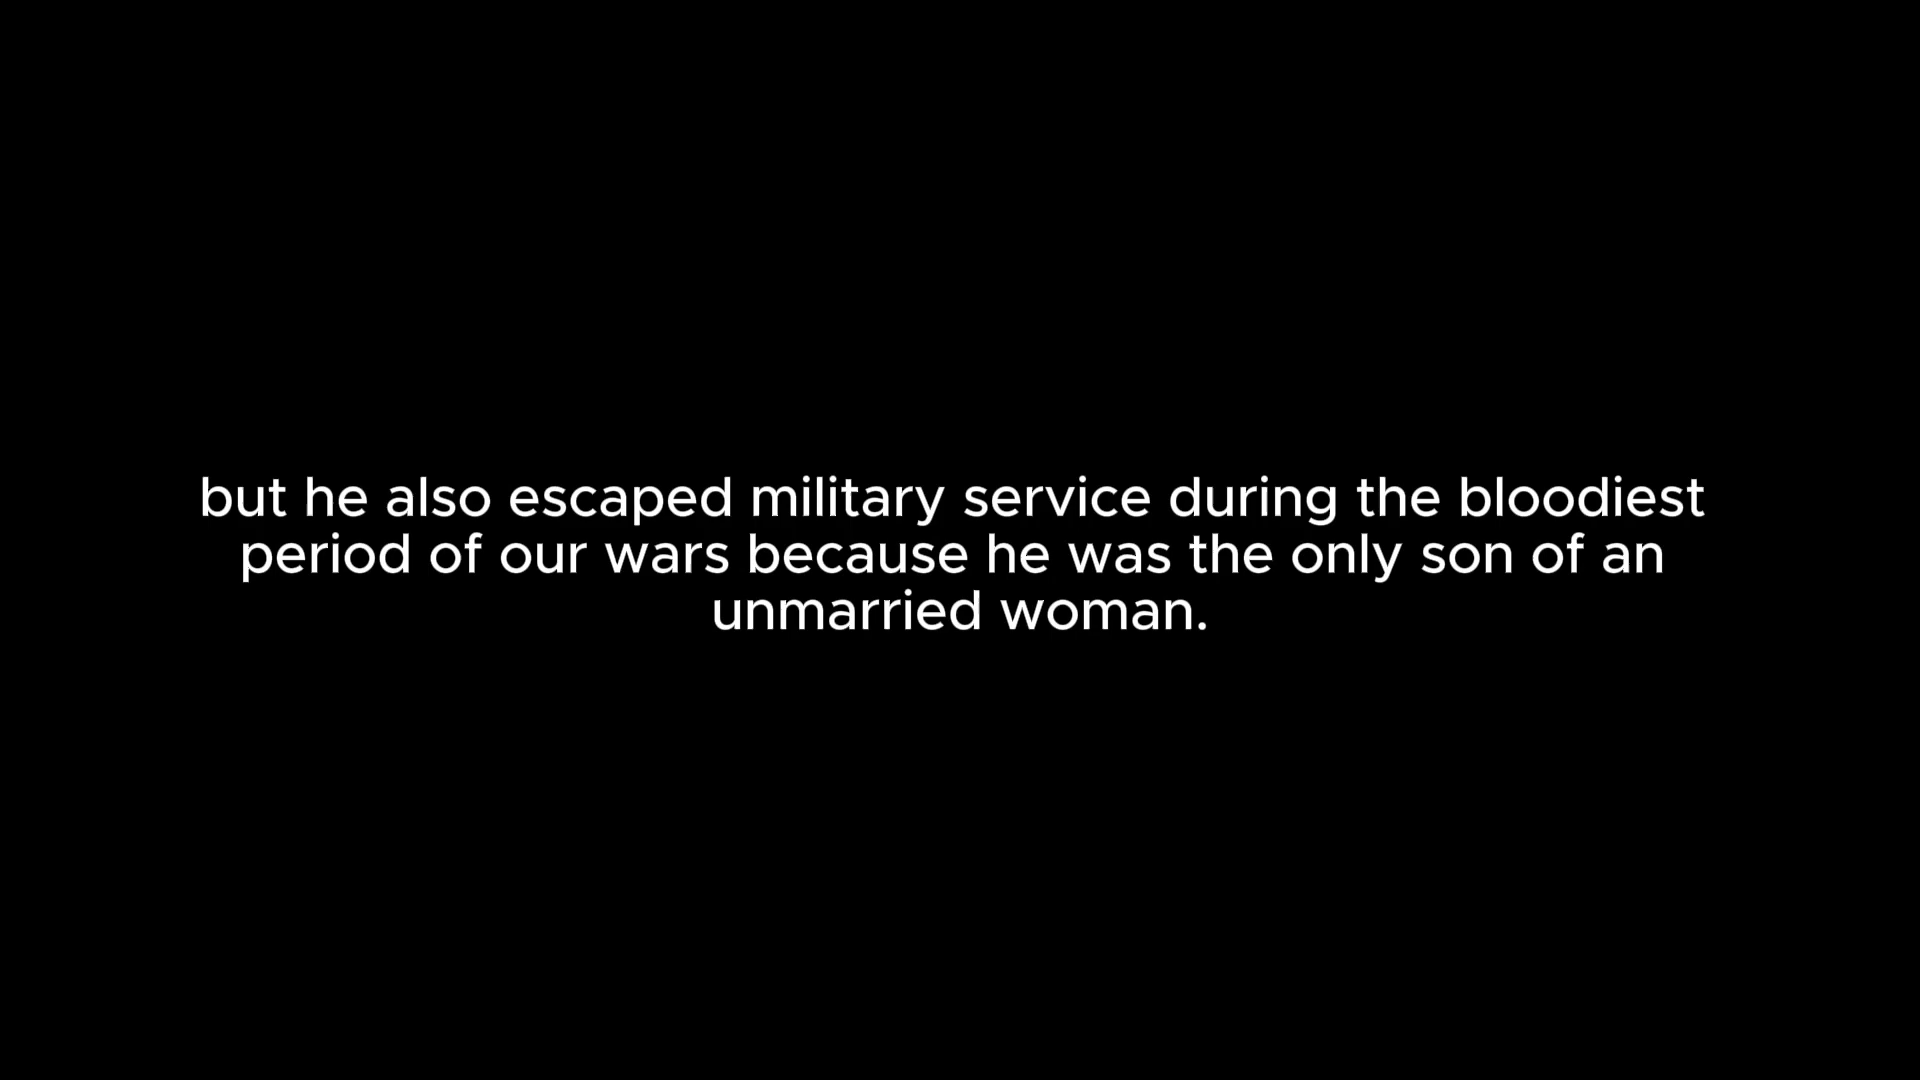 but he also escaped military service during the bloodiest
period of our wars because he was the only son of an
unmarried woman.